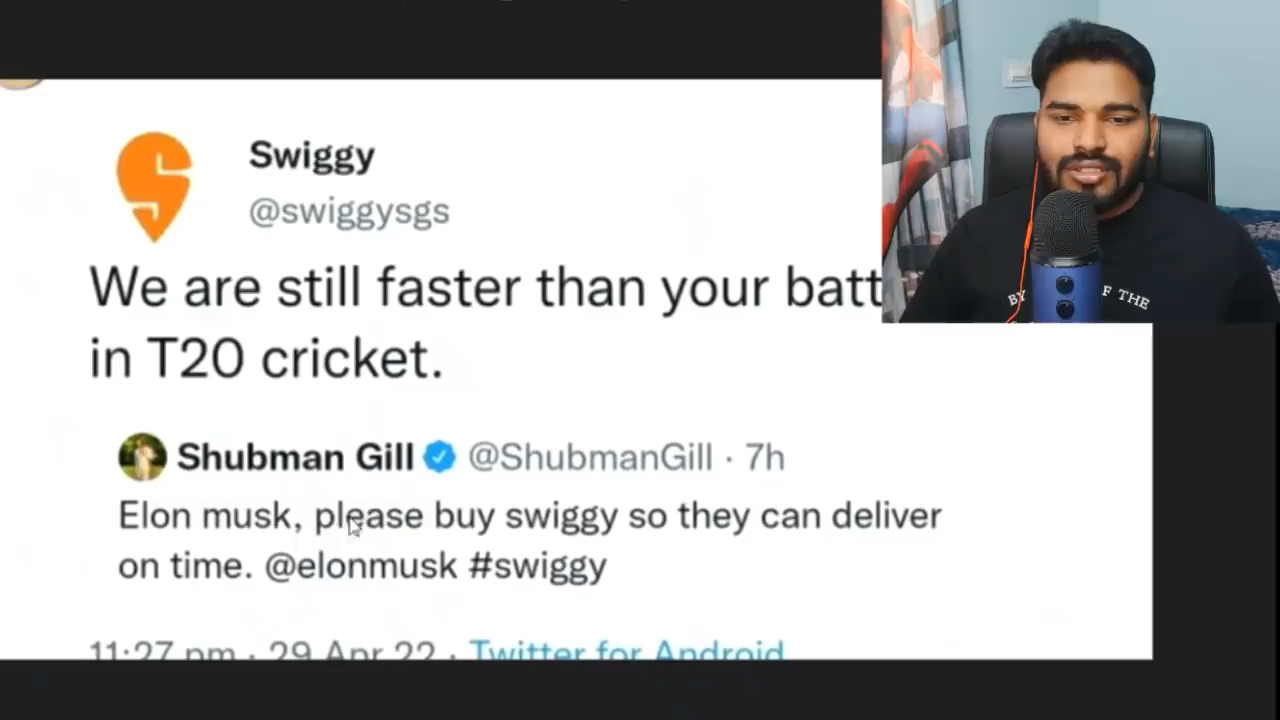 Swiggy
@swiggysgs
We are still faster than your batt
in T20 cricket.
Shubman Gill @ShubmanGill · 7h
Elon musk, please buy swiggy so they can deliver
on time. @elonmusk #swiggy
11:27 pm · 29 Apr 22 · Twitter for Android
BY F THE